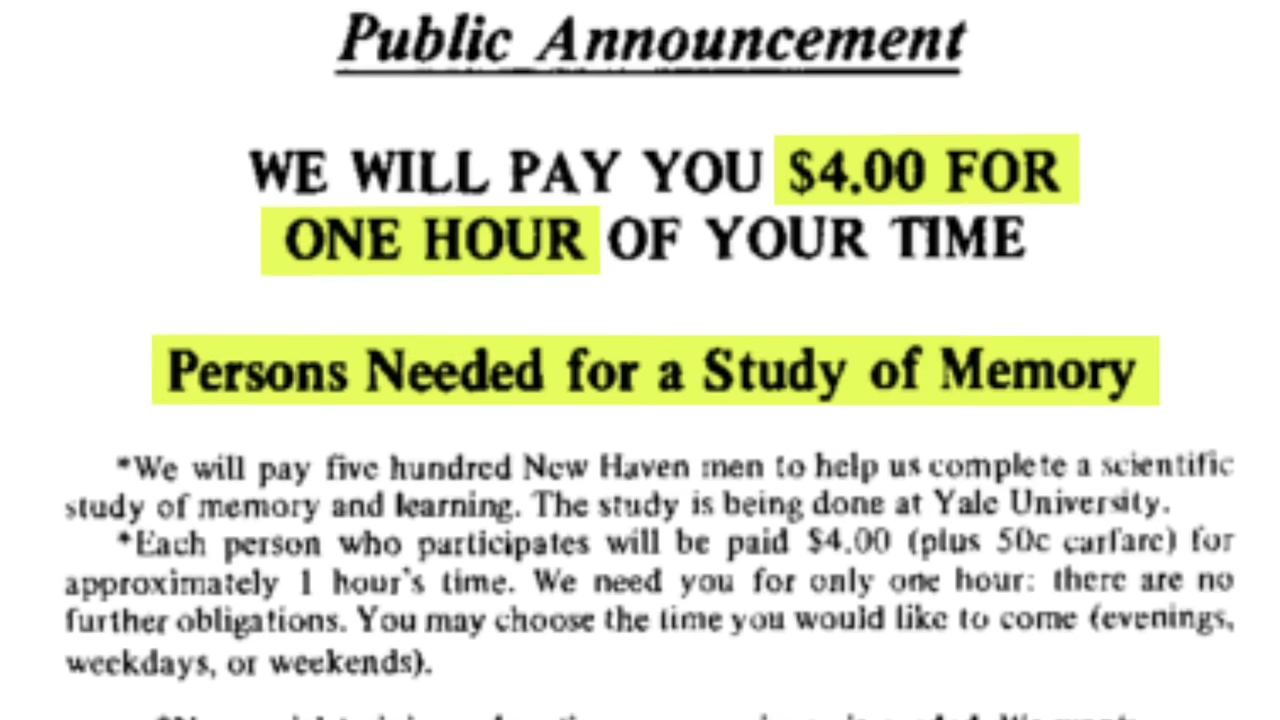 Public Announcement
WE WILL PAY YOU $4.00 FOR
ONE HOUR OF YOUR TIME
Persons Needed for a Study of Memory
*We will pay five hundred New Haven men to help us complete a scientific
study of memory and learning. The study is being done at Yale University.
*Each person who participates will be paid $4.00 (plus 50c carfare) for
approximately 1 hour's time. We need you for only one hour: there are no
further obligations. You may choose the time you would like to come (evenings,
weekdays, or weekends).